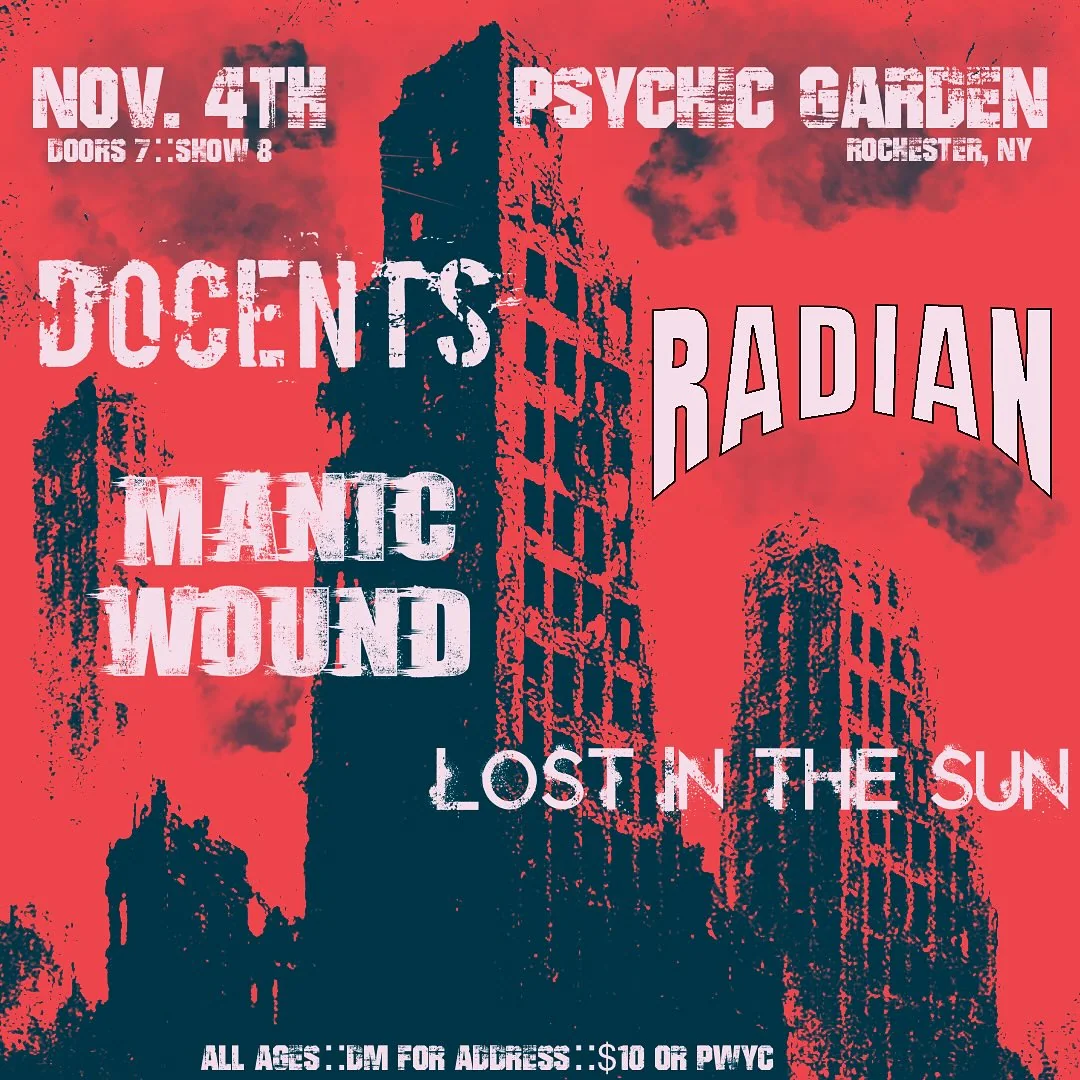 NOV. 4TH
DOORS 7::SHOW 8
PSYCHIC GARDEN
ROCHESTER, NY
DOCENTS
RADIAN
MANIC
WOUND
LOST IN THE SUN
ALL AGES::DM FOR ADDRESS::$10 OR PWYC